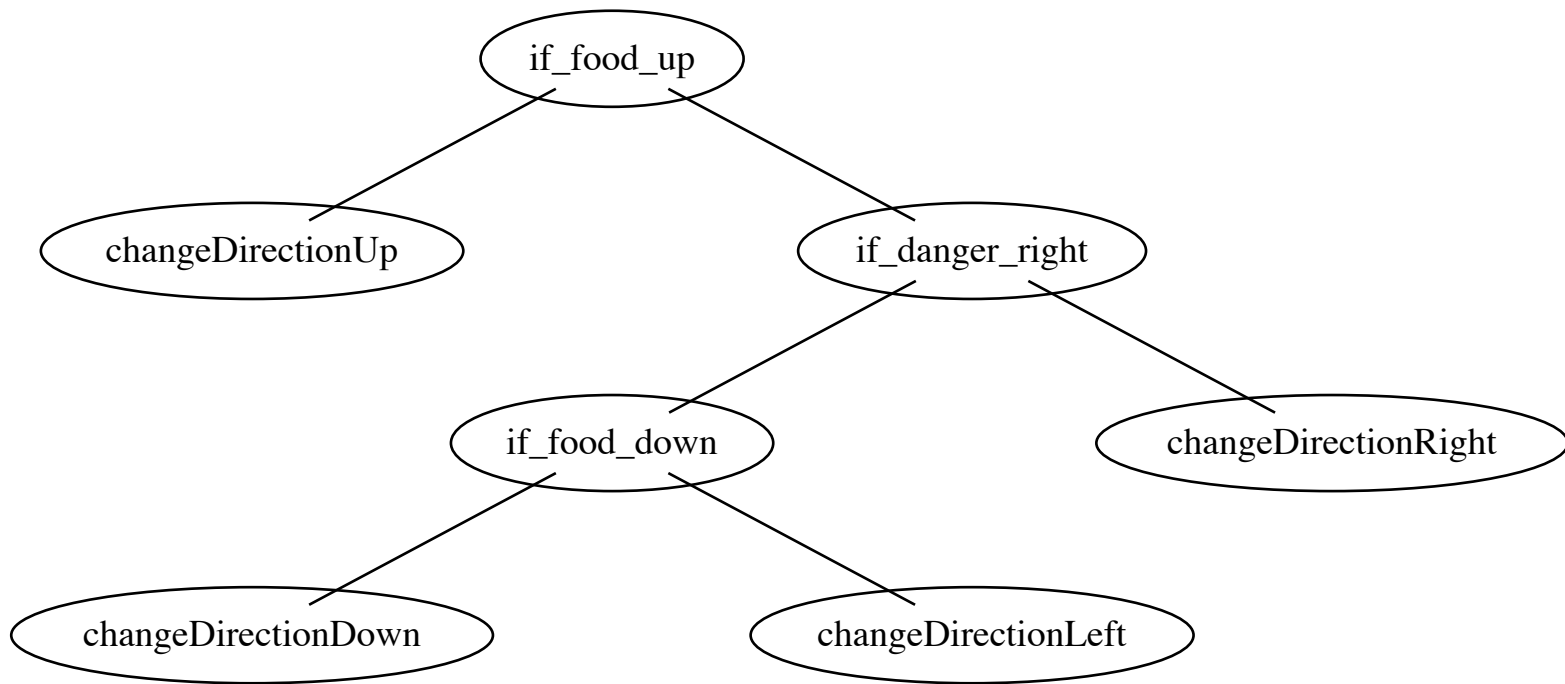 if_food_up
changeDirectionUp
if_danger_right
if_food_down
changeDirectionRight
changeDirectionDown
changeDirectionLeft